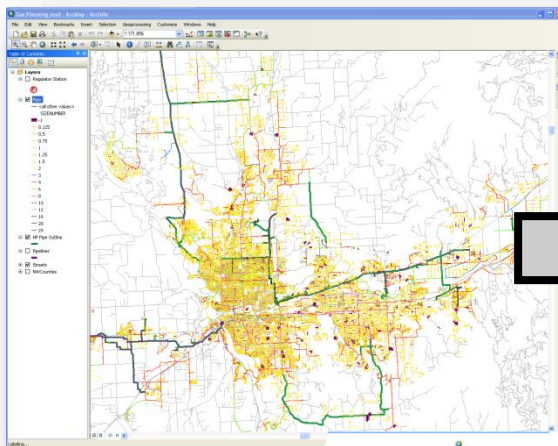 Gas Planning.mxd - ArcMap - ArcInfo
File Edit View Bookmarks Insert Selection Geoprocessing Customize Windows Help
Table Of Contents
Layers
Regulator Station
Pipe
<all other values>
SIZENUMBER
-1
0.125
0.5
0.75
1
1.25
1.5
2
3
4
6
8
10
12
16
20
24
HP Pipe Outline
Pipelines
Streets